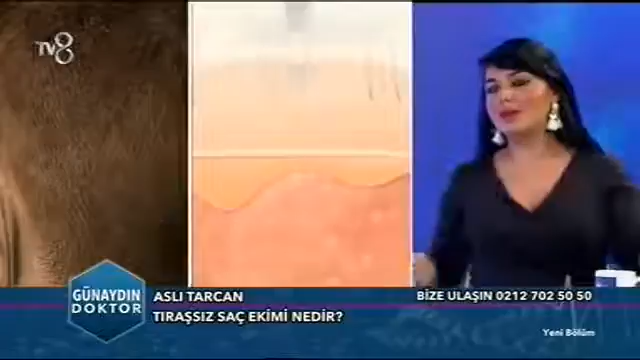 TV8
GÜNAYDIN
DOKTOR
ASLI TARCAN
BİZE ULAŞIN 0212 702 50 50
TIRAŞSIZ SAÇ EKİMİ NEDİR?
Yeni Bölüm